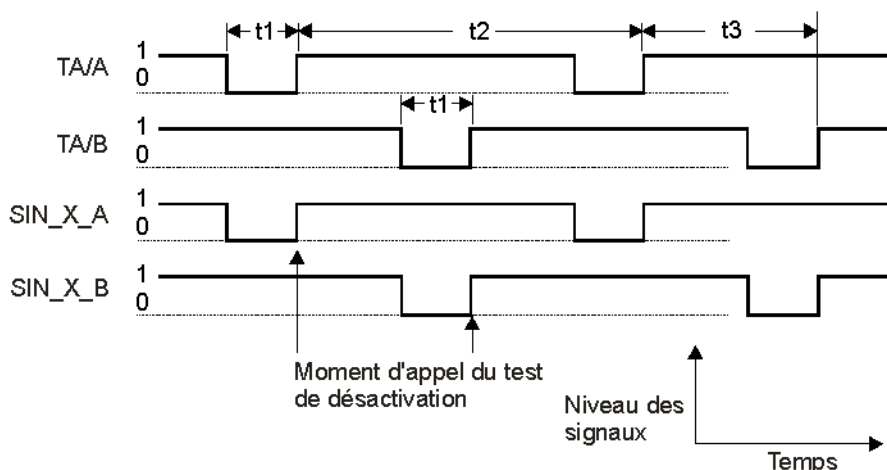 t1
t2
t3
TA/A
1
0
t1
TA/B
1
0
SIN_X_A
1
0
SIN_X_B
1
0
Moment d'appel du test
de désactivation
Niveau des
signaux
Temps